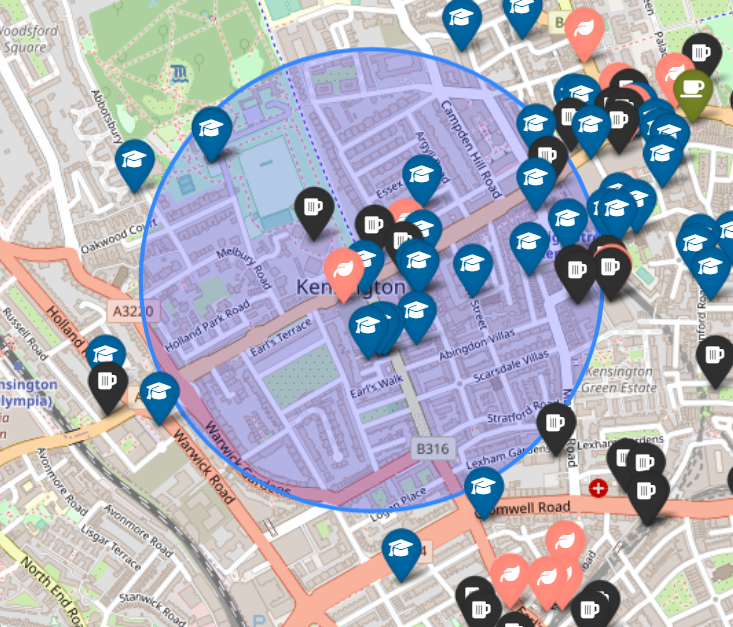 Woodsford
Square
Abbotsbury
Oakwood Court
Melbury Road
Holland Park Road
Campden Hill Road
Argyll
Essex
Kensington
Earl's Terrace
Earl's Walk
Street
Abingdon Villas
Scarsdale Villas
Stratford Road
Lexham Gardens
Lexham Gardens
Road
Kensington
Green Estate
A3220
Holland
Russell Road
Warwick Gardens
Warwick Road
B316
Logan Place
Cromwell Road
Avonmore Road
Avonmore Road
Lisgar Terrace
Stanwick Road
North End Road
P